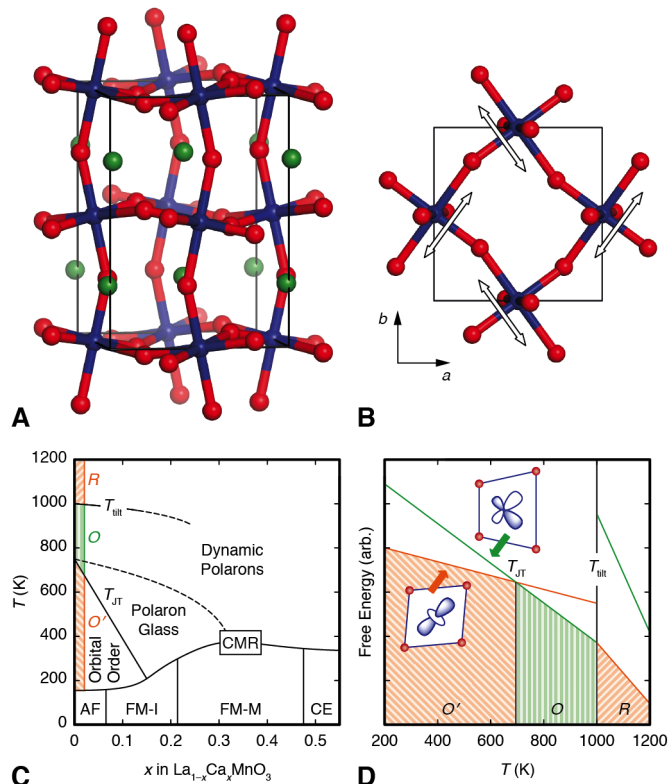 A
B
b
a
1200
1000
800
600
400
200
0
T (K)
R
O
O′
T_tilt
T_JT
Dynamic
Polarons
Polaron
Glass
Orbital
Order
CMR
AF
FM-I
FM-M
CE
0
0.1
0.2
0.3
0.4
0.5
x in La₁₋ₓCaₓMnO₃
C
Free Energy (arb.)
T_JT
T_tilt
O′
O
R
200
400
600
800
1000
1200
T (K)
D